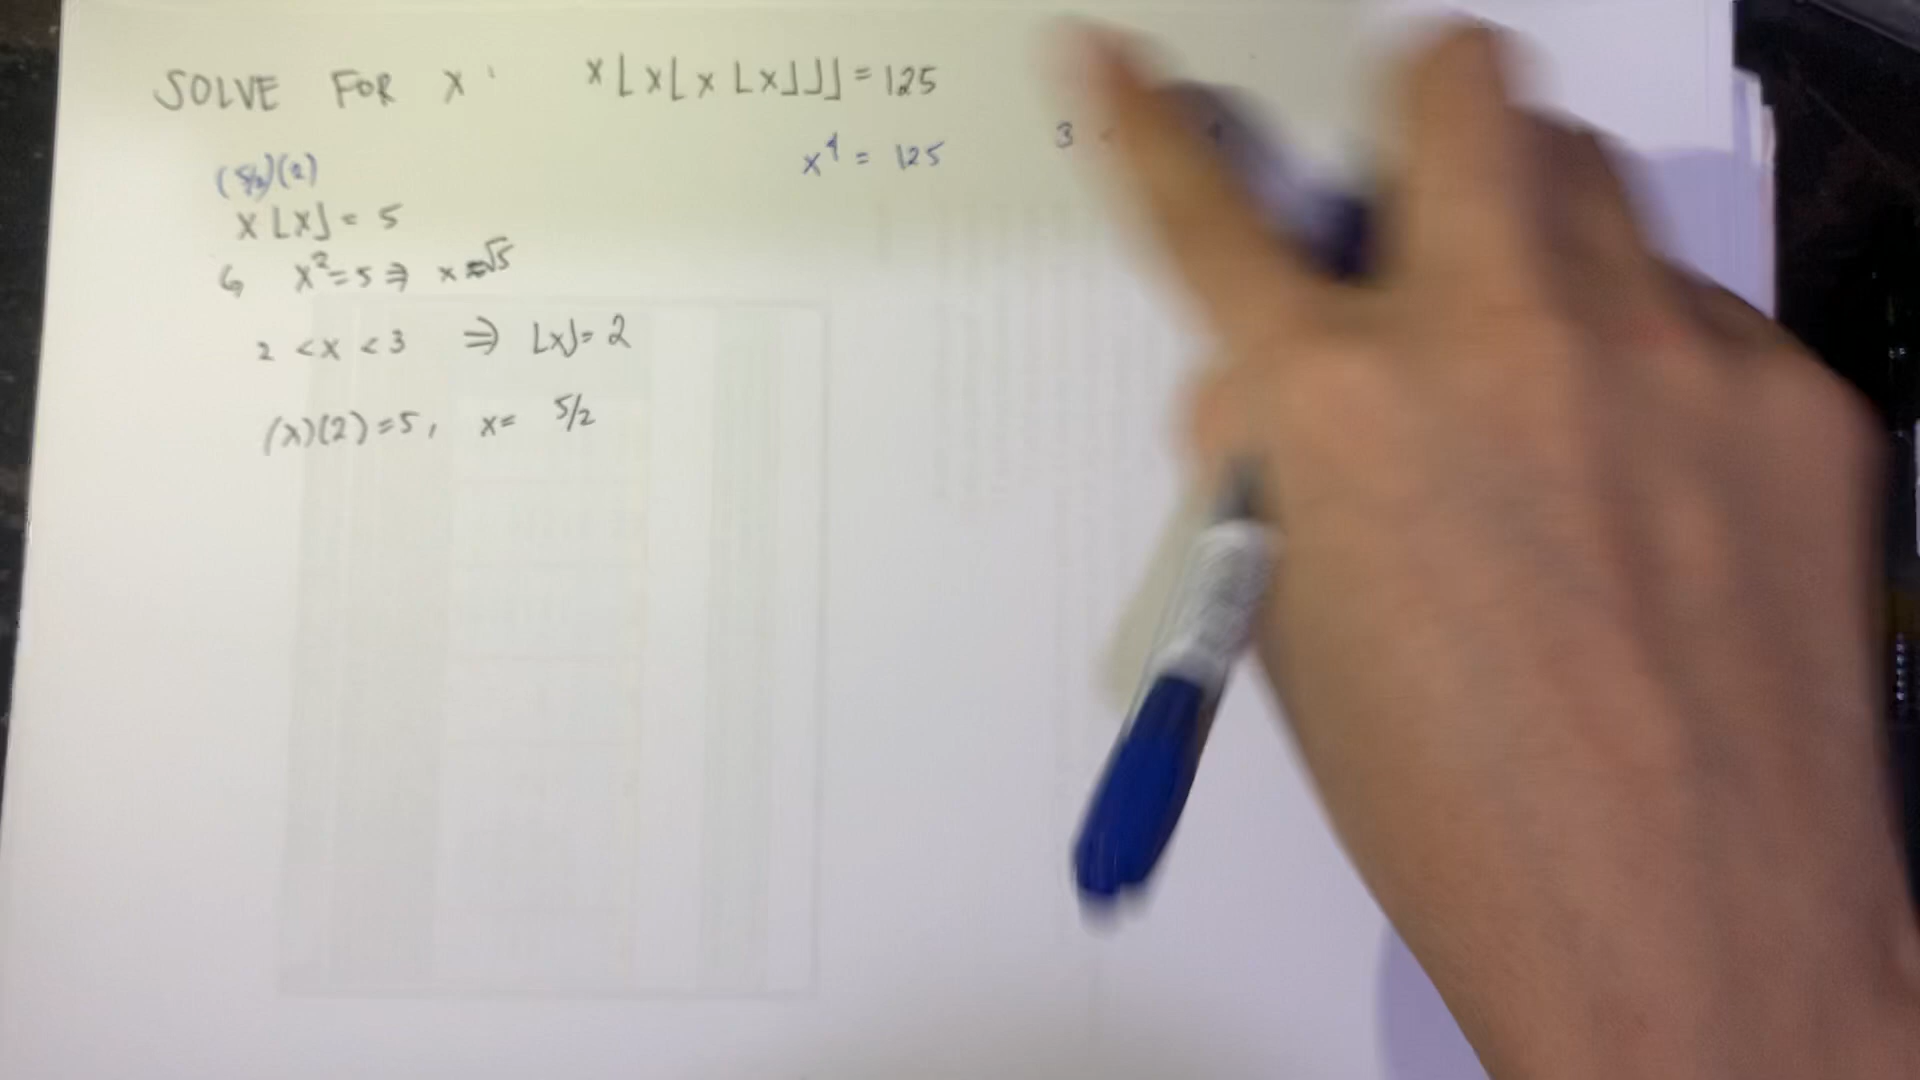 SOLVE FOR X : x⌊x⌊x⌊x⌋⌋⌋ = 125
x⁴ = 125
3 <
(5/2)(2)
x⌊x⌋ = 5
x² = 5 ⇒ x = √5
2 < x < 3 ⇒ ⌊x⌋ = 2
(x)(2) = 5, x = 5/2